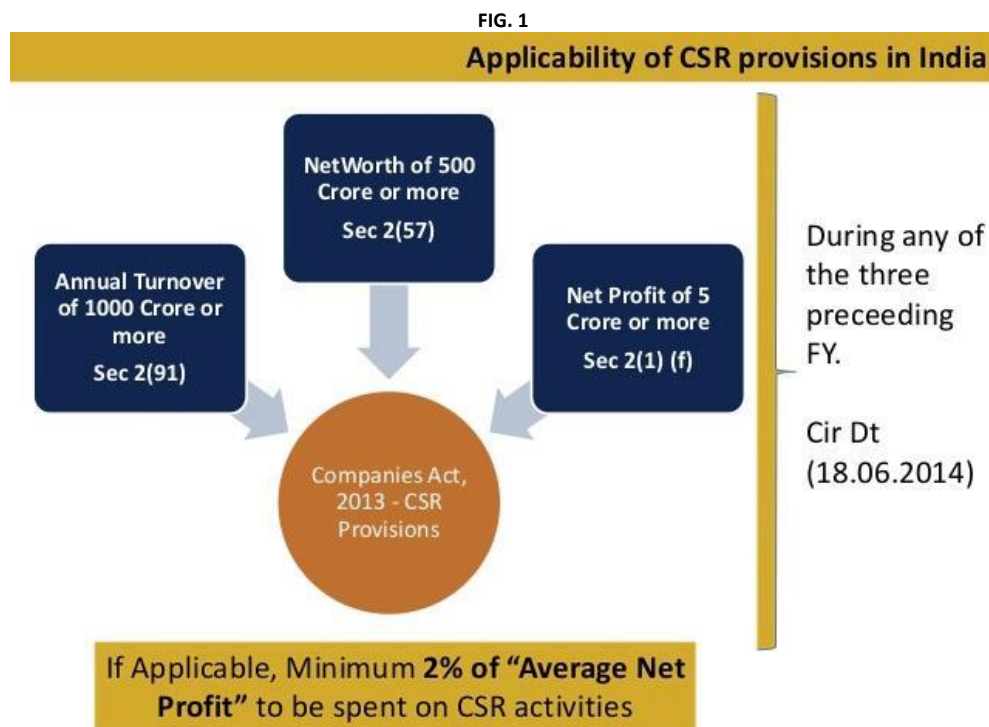 FIG. 1
Applicability of CSR provisions in India
NetWorth of 500
Crore or more
Sec 2(57)
Annual Turnover
of 1000 Crore or
more
Sec 2(91)
Net Profit of 5
Crore or more
Sec 2(1) (f)
Companies Act,
2013 - CSR
Provisions
During any of
the three
preceeding
FY.
Cir Dt
(18.06.2014)
If Applicable, Minimum 2% of “Average Net
Profit” to be spent on CSR activities